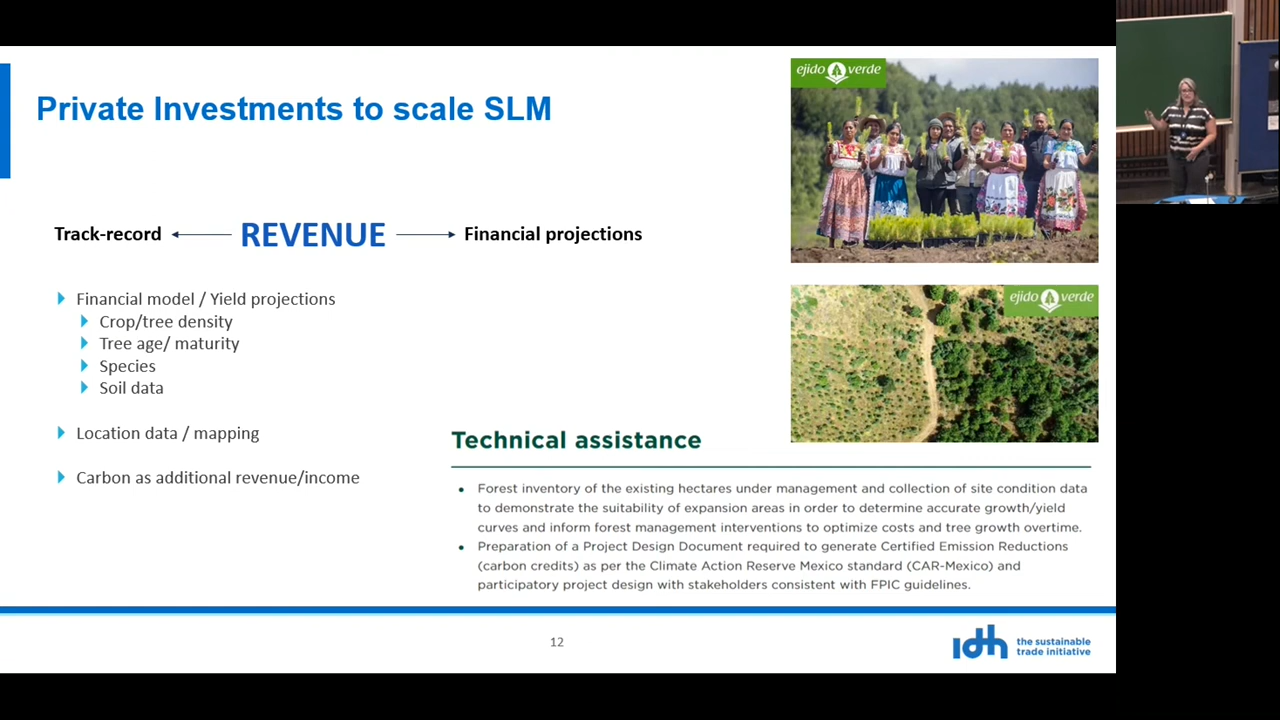 Private Investments to scale SLM
ejido verde
Track-record
REVENUE
Financial projections
Financial model / Yield projections
Crop/tree density
Tree age/ maturity
Species
Soil data
Location data / mapping
Carbon as additional revenue/income
ejido verde
Technical assistance
Forest inventory of the existing hectares under management and collection of site condition data
to demonstrate the suitability of expansion areas in order to determine accurate growth/yield
curves and inform forest management interventions to optimize costs and tree growth overtime.
Preparation of a Project Design Document required to generate Certified Emission Reductions
(carbon credits) as per the Climate Action Reserve Mexico standard (CAR-Mexico) and
participatory project design with stakeholders consistent with FPIC guidelines.
12
idh the sustainable
trade initiative